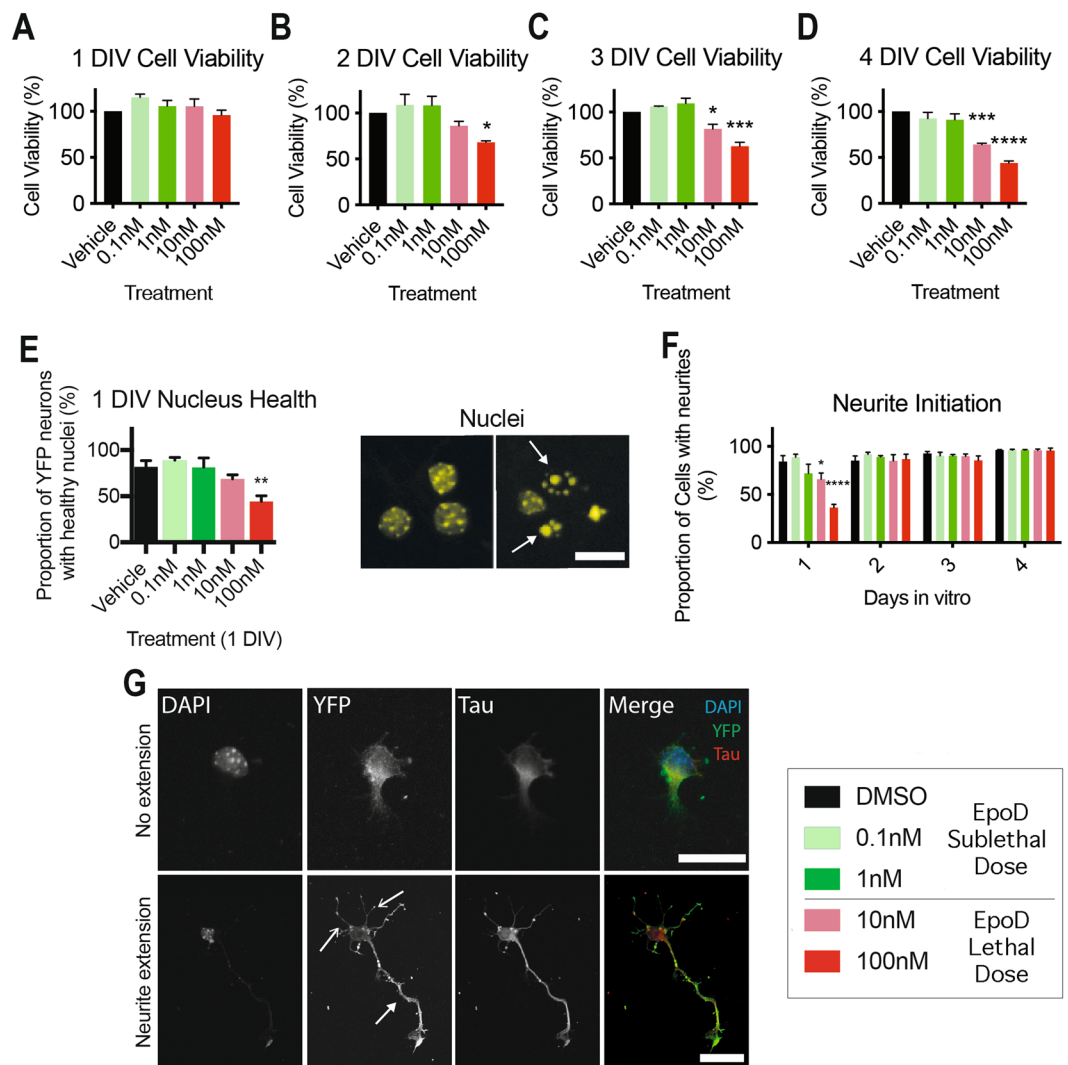 A
1 DIV Cell Viability
Cell Viability (%)
100
50
0
Vehicle
0.1nM
1nM
10nM
100nM
Treatment
B
2 DIV Cell Viability
Cell Viability (%)
100
50
0
*
Vehicle
0.1nM
1nM
10nM
100nM
Treatment
C
3 DIV Cell Viability
Cell Viability (%)
100
50
0
*
***
Vehicle
0.1nM
1nM
10nM
100nM
Treatment
D
4 DIV Cell Viability
Cell Viability (%)
100
50
0
***
****
Vehicle
0.1nM
1nM
10nM
100nM
Treatment
E
1 DIV Nucleus Health
Proportion of YFP neurons
with healthy nuclei (%)
100
50
0
**
Vehicle
0.1nM
1nM
10nM
100nM
Treatment (1 DIV)
Nuclei
F
Neurite Initiation
Proportion of Cells with neurites
(%)
100
50
0
*
****
1
2
3
4
Days in vitro
G
No extension
DAPI
YFP
Tau
Merge
DAPI
YFP
Tau
Neurite extension
DMSO
0.1nM
1nM
EpoD
Sublethal
Dose
10nM
100nM
EpoD
Lethal
Dose